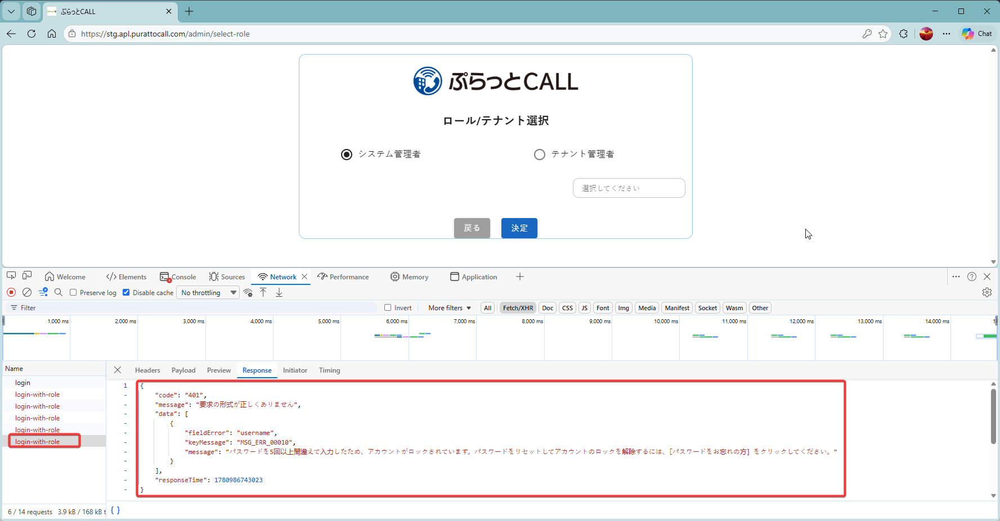 ぷらっとCALL
https://stg.apl.purattocall.com/admin/select-role
Chat
ぷらっとCALL
ロール/テナント選択
システム管理者
テナント管理者
選択してください
戻る
決定
Welcome
Elements
Console
Sources
Network
Performance
Memory
Application
Preserve log
Disable cache
No throttling
Filter
Invert
More filters
All
Fetch/XHR
Doc
CSS
JS
Font
Img
Media
Manifest
Socket
Wasm
Other
1,000 ms
2,000 ms
3,000 ms
4,000 ms
5,000 ms
6,000 ms
7,000 ms
8,000 ms
9,000 ms
10,000 ms
11,000 ms
12,000 ms
13,000 ms
14,000 ms
Name
login
login-with-role
login-with-role
login-with-role
login-with-role
login-with-role
Headers
Payload
Preview
Response
Initiator
Timing
1
{
"code": "401",
"message": "要求の形式が正しくありません",
"data": [
{
"fieldError": "username",
"keyMessage": "MSG_ERR_00010",
"message": "パスワードを5回以上間違えて入力したため、アカウントがロックされています。パスワードをリセットしてアカウントのロックを解除するには、[パスワードをお忘れの方] をクリックしてください。"
}
],
"responseTime": 1780986743023
}
6 / 14 requests
3.9 kB / 168 kB t
{ }